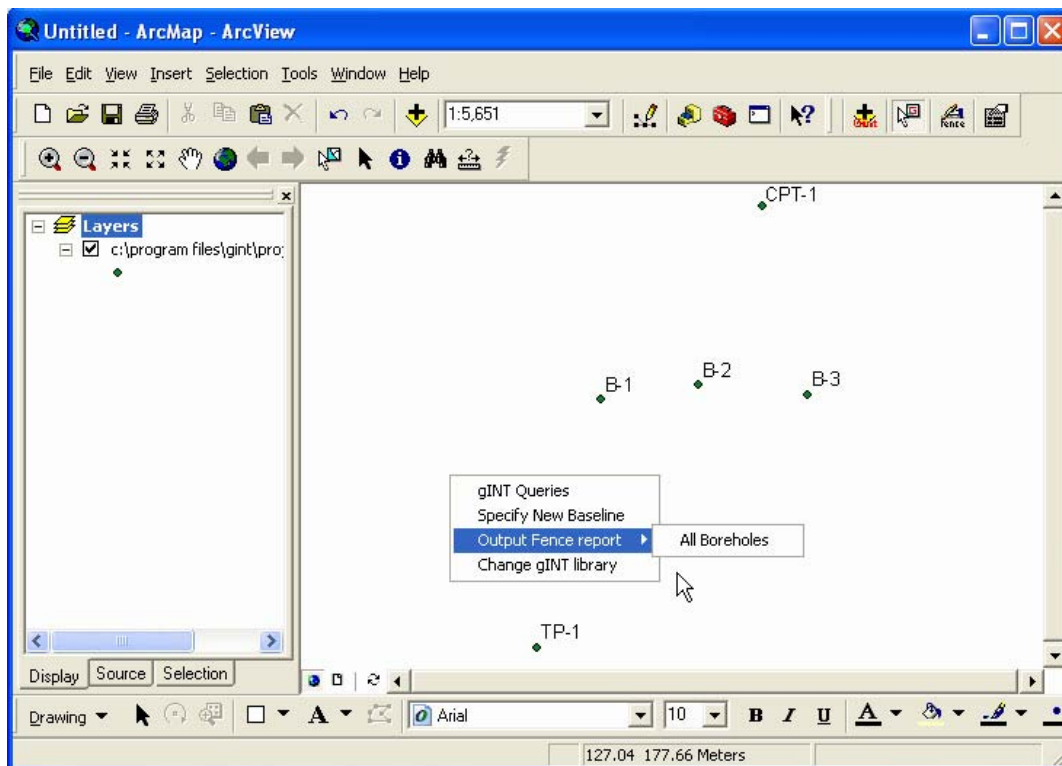 Untitled - ArcMap - ArcView
File Edit View Insert Selection Tools Window Help
1:5,651
gINT
fence
Layers
c:\program files\gint\proj
CPT-1
B-1
B-2
B-3
gINT Queries
Specify New Baseline
Output Fence report
All Boreholes
Change gINT library
TP-1
Display Source Selection
Drawing A Arial 10 B I U A
127.04 177.66 Meters